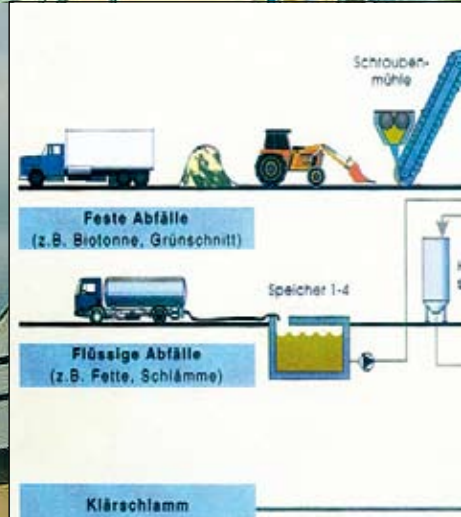 Schrauben-
mühle
Feste Abfälle
(z.B. Biotonne, Grünschnitt)
Speicher 1-4
Flüssige Abfälle
(z.B. Fette, Schlämme)
Klärschlamm